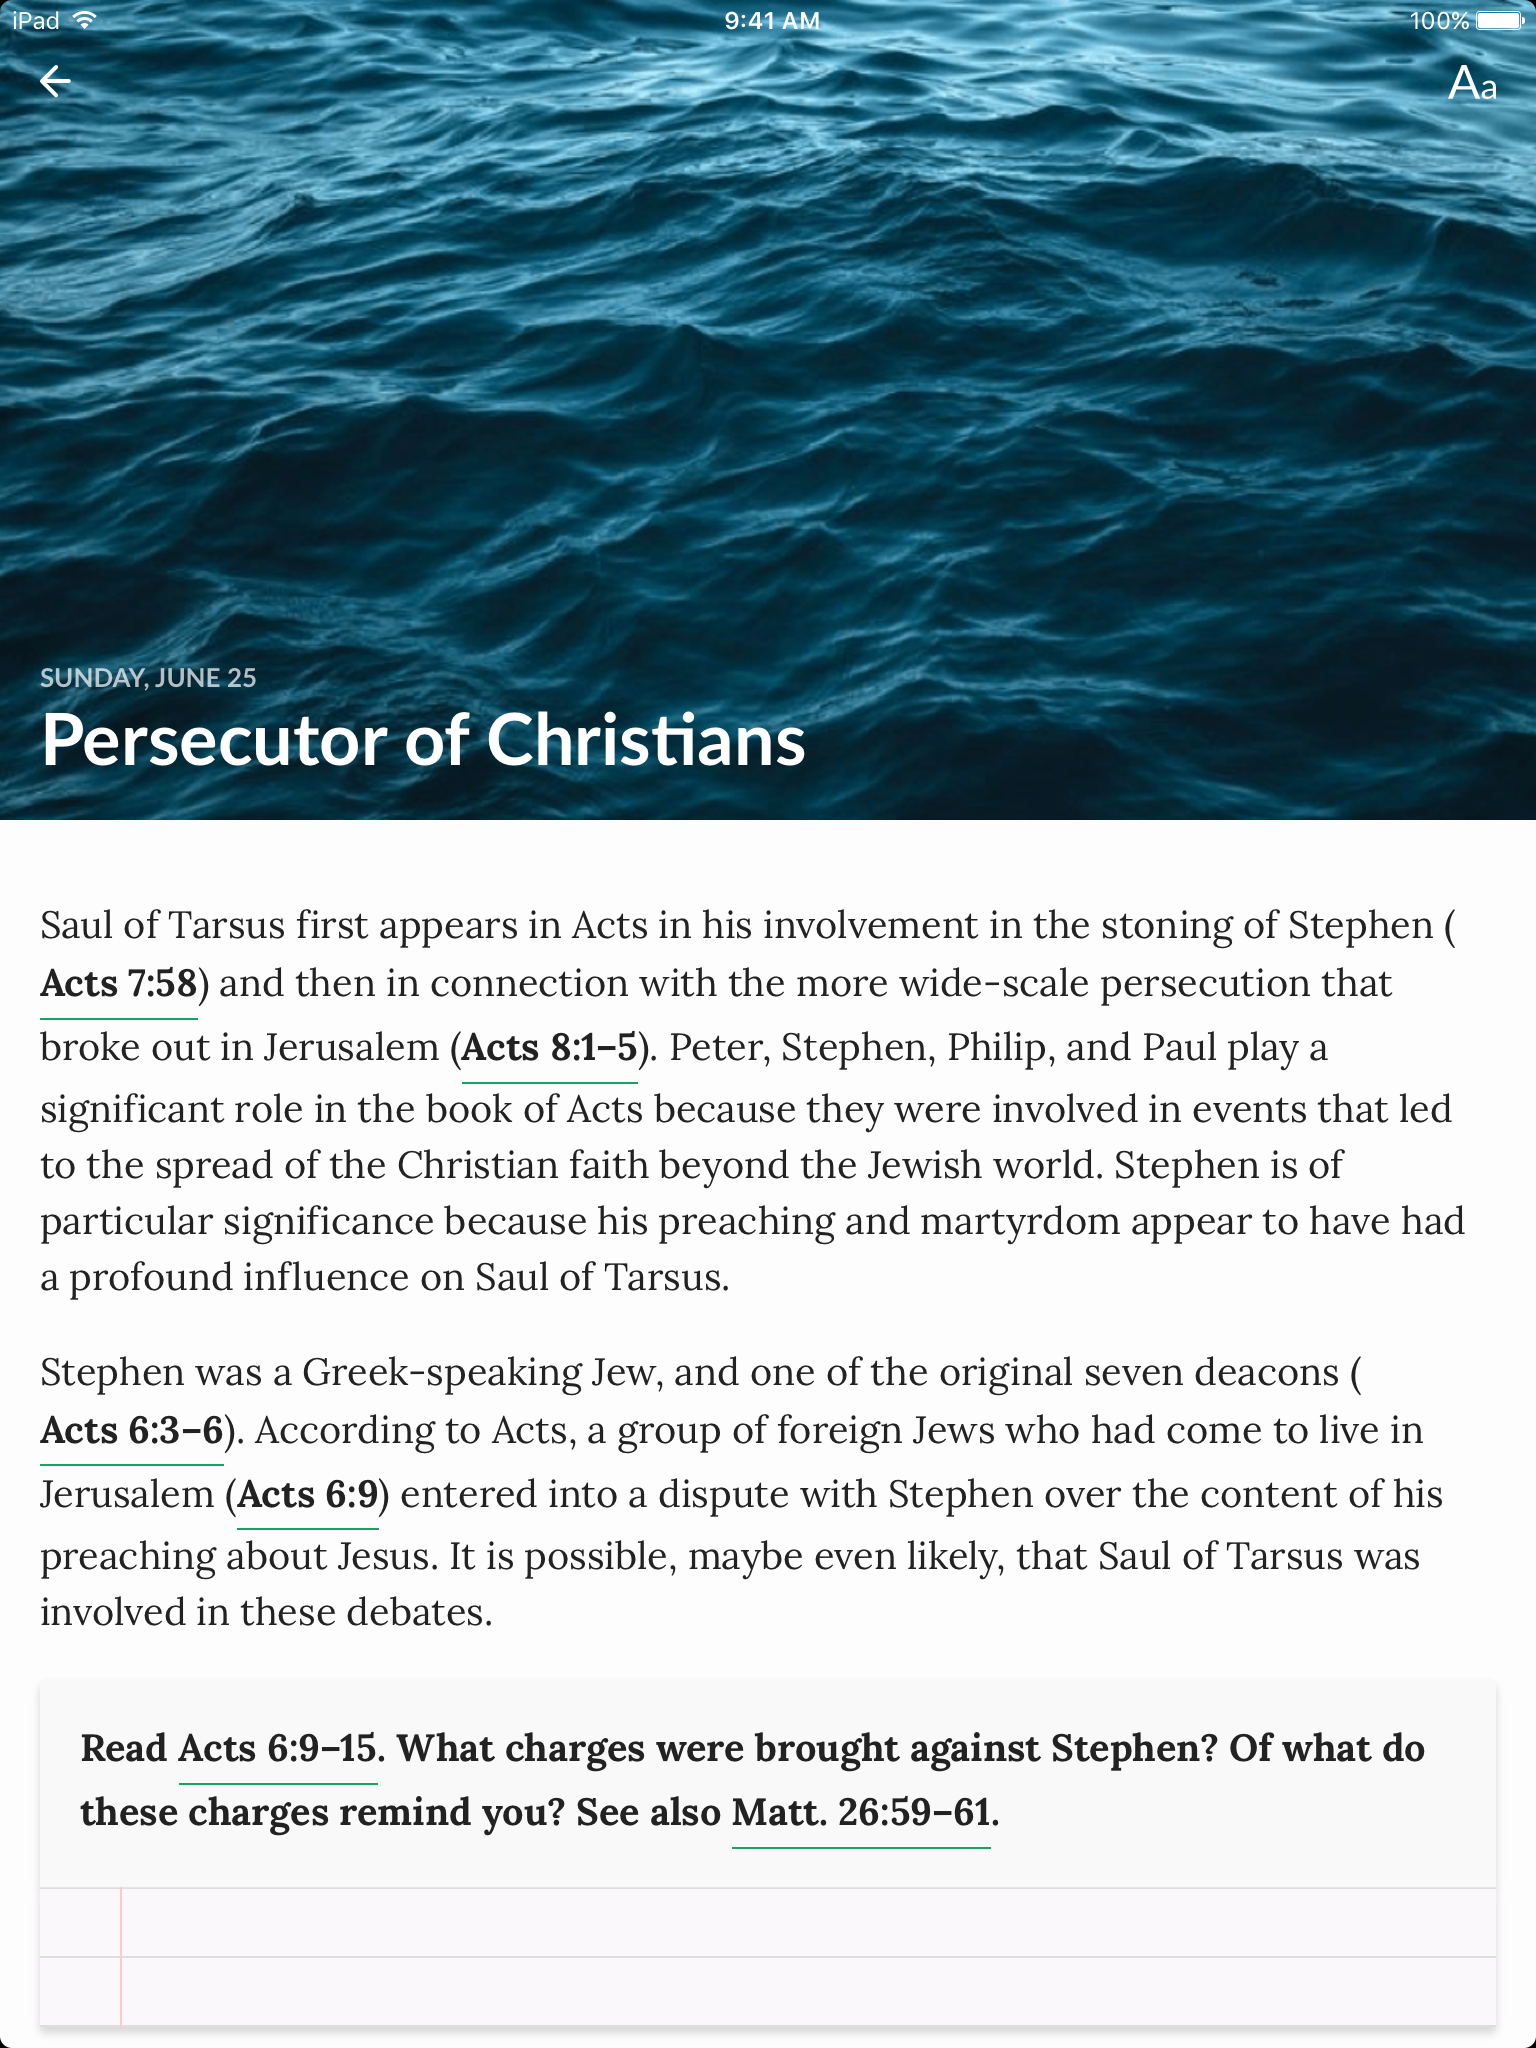 iPad 9:41 AM 100%
Aa
SUNDAY, JUNE 25
Persecutor of Christians
Saul of Tarsus first appears in Acts in his involvement in the stoning of Stephen (
Acts 7:58) and then in connection with the more wide-scale persecution that
broke out in Jerusalem (Acts 8:1–5). Peter, Stephen, Philip, and Paul play a
significant role in the book of Acts because they were involved in events that led
to the spread of the Christian faith beyond the Jewish world. Stephen is of
particular significance because his preaching and martyrdom appear to have had
a profound influence on Saul of Tarsus.
Stephen was a Greek-speaking Jew, and one of the original seven deacons (
Acts 6:3–6). According to Acts, a group of foreign Jews who had come to live in
Jerusalem (Acts 6:9) entered into a dispute with Stephen over the content of his
preaching about Jesus. It is possible, maybe even likely, that Saul of Tarsus was
involved in these debates.
Read Acts 6:9–15. What charges were brought against Stephen? Of what do
these charges remind you? See also Matt. 26:59–61.